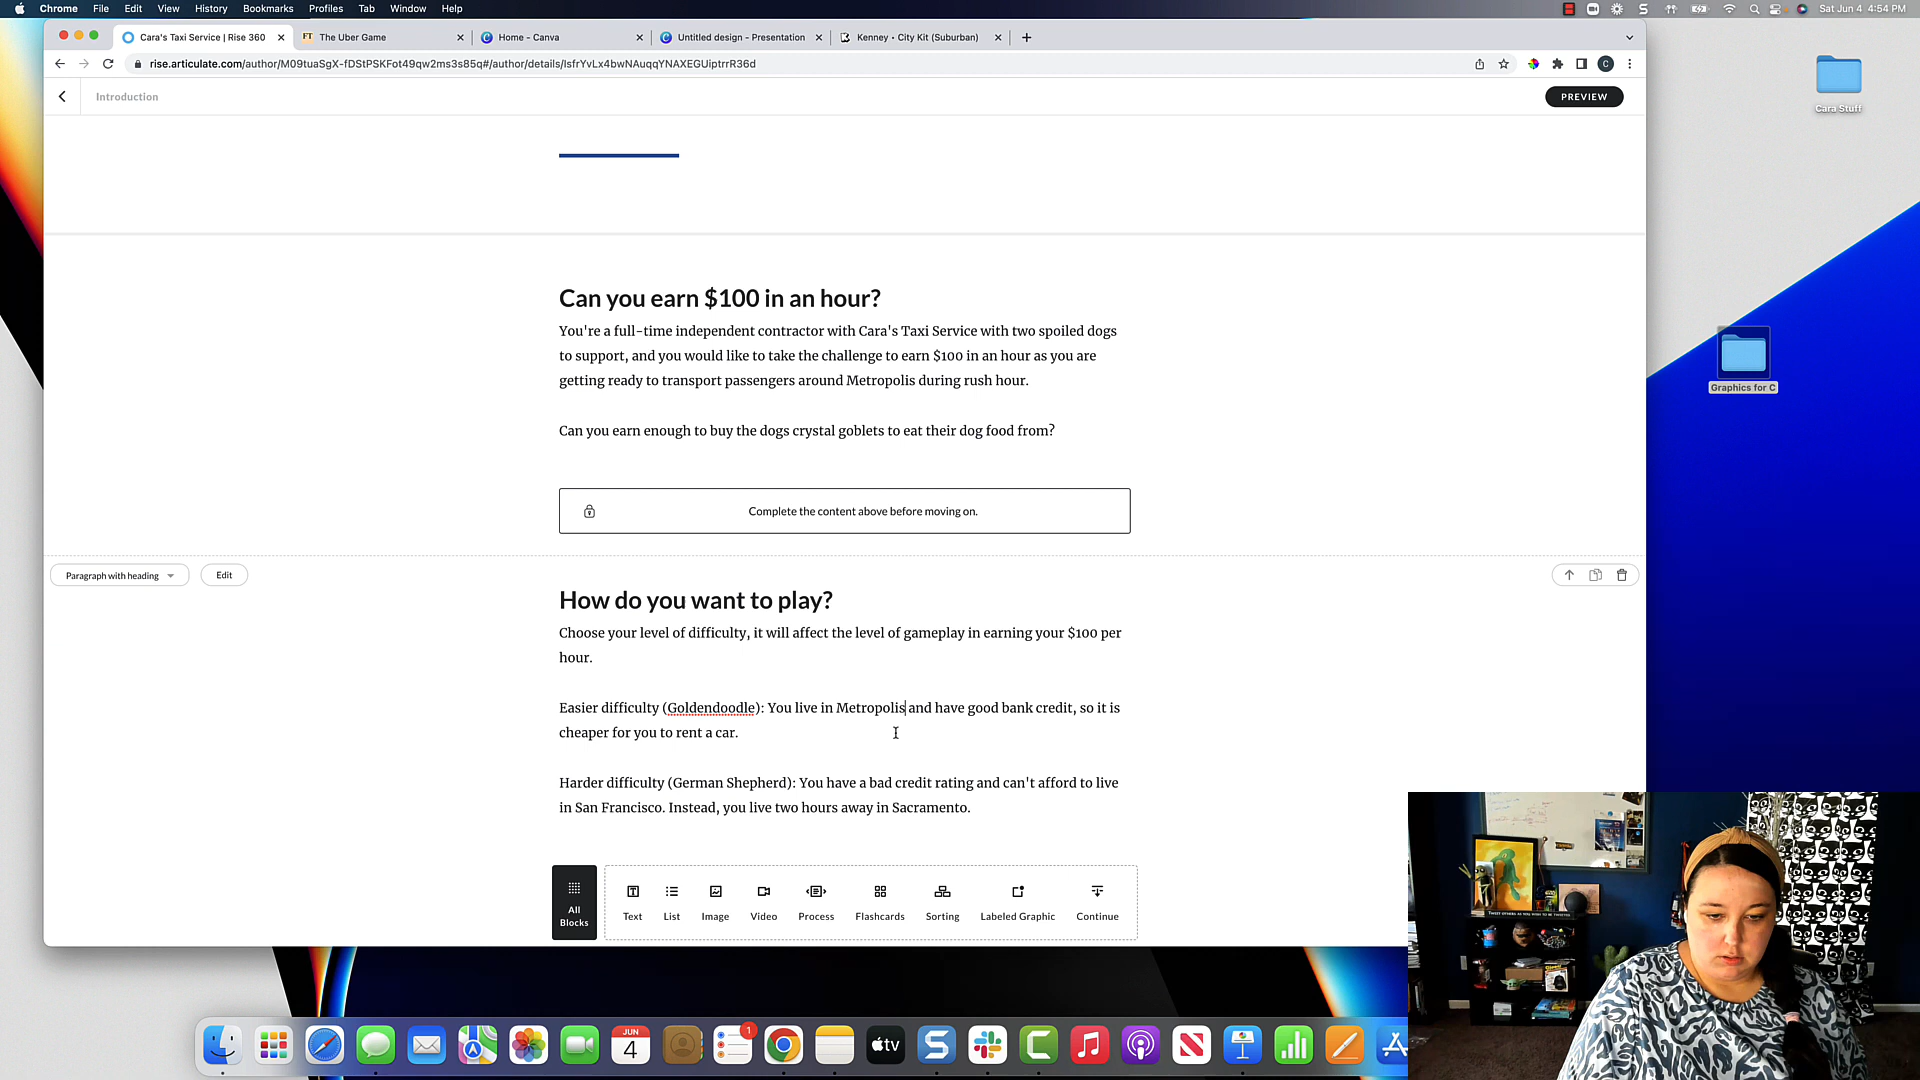 Chrome File Edit View History Bookmarks Profiles Tab Window Help
Sat Jun 4 4:54 PM
Cara's Taxi Service | Rise 360
FT The Uber Game
Home - Canva
Untitled design - Presentation
Kenney • City Kit (Suburban)
rise.articulate.com/author/M09tuaSgX-fDStPSKFot49qw2ms3s85q#/author/details/IsfrYvLx4bwNAuqqYNAXEGUiptrrR36d
C
Introduction
PREVIEW
Cara Stuff
Can you earn $100 in an hour?
You're a full-time independent contractor with Cara's Taxi Service with two spoiled dogs
to support, and you would like to take the challenge to earn $100 in an hour as you are
getting ready to transport passengers around Metropolis during rush hour.
Can you earn enough to buy the dogs crystal goblets to eat their dog food from?
Graphics for C
Complete the content above before moving on.
Paragraph with heading
Edit
How do you want to play?
Choose your level of difficulty, it will affect the level of gameplay in earning your $100 per
hour.
Easier difficulty (Goldendoodle): You live in Metropolis and have good bank credit, so it is
cheaper for you to rent a car.
Harder difficulty (German Shepherd): You have a bad credit rating and can't afford to live
in San Francisco. Instead, you live two hours away in Sacramento.
All
Blocks
Text List Image Video Process Flashcards Sorting Labeled Graphic Continue
JUN
4
1
tv